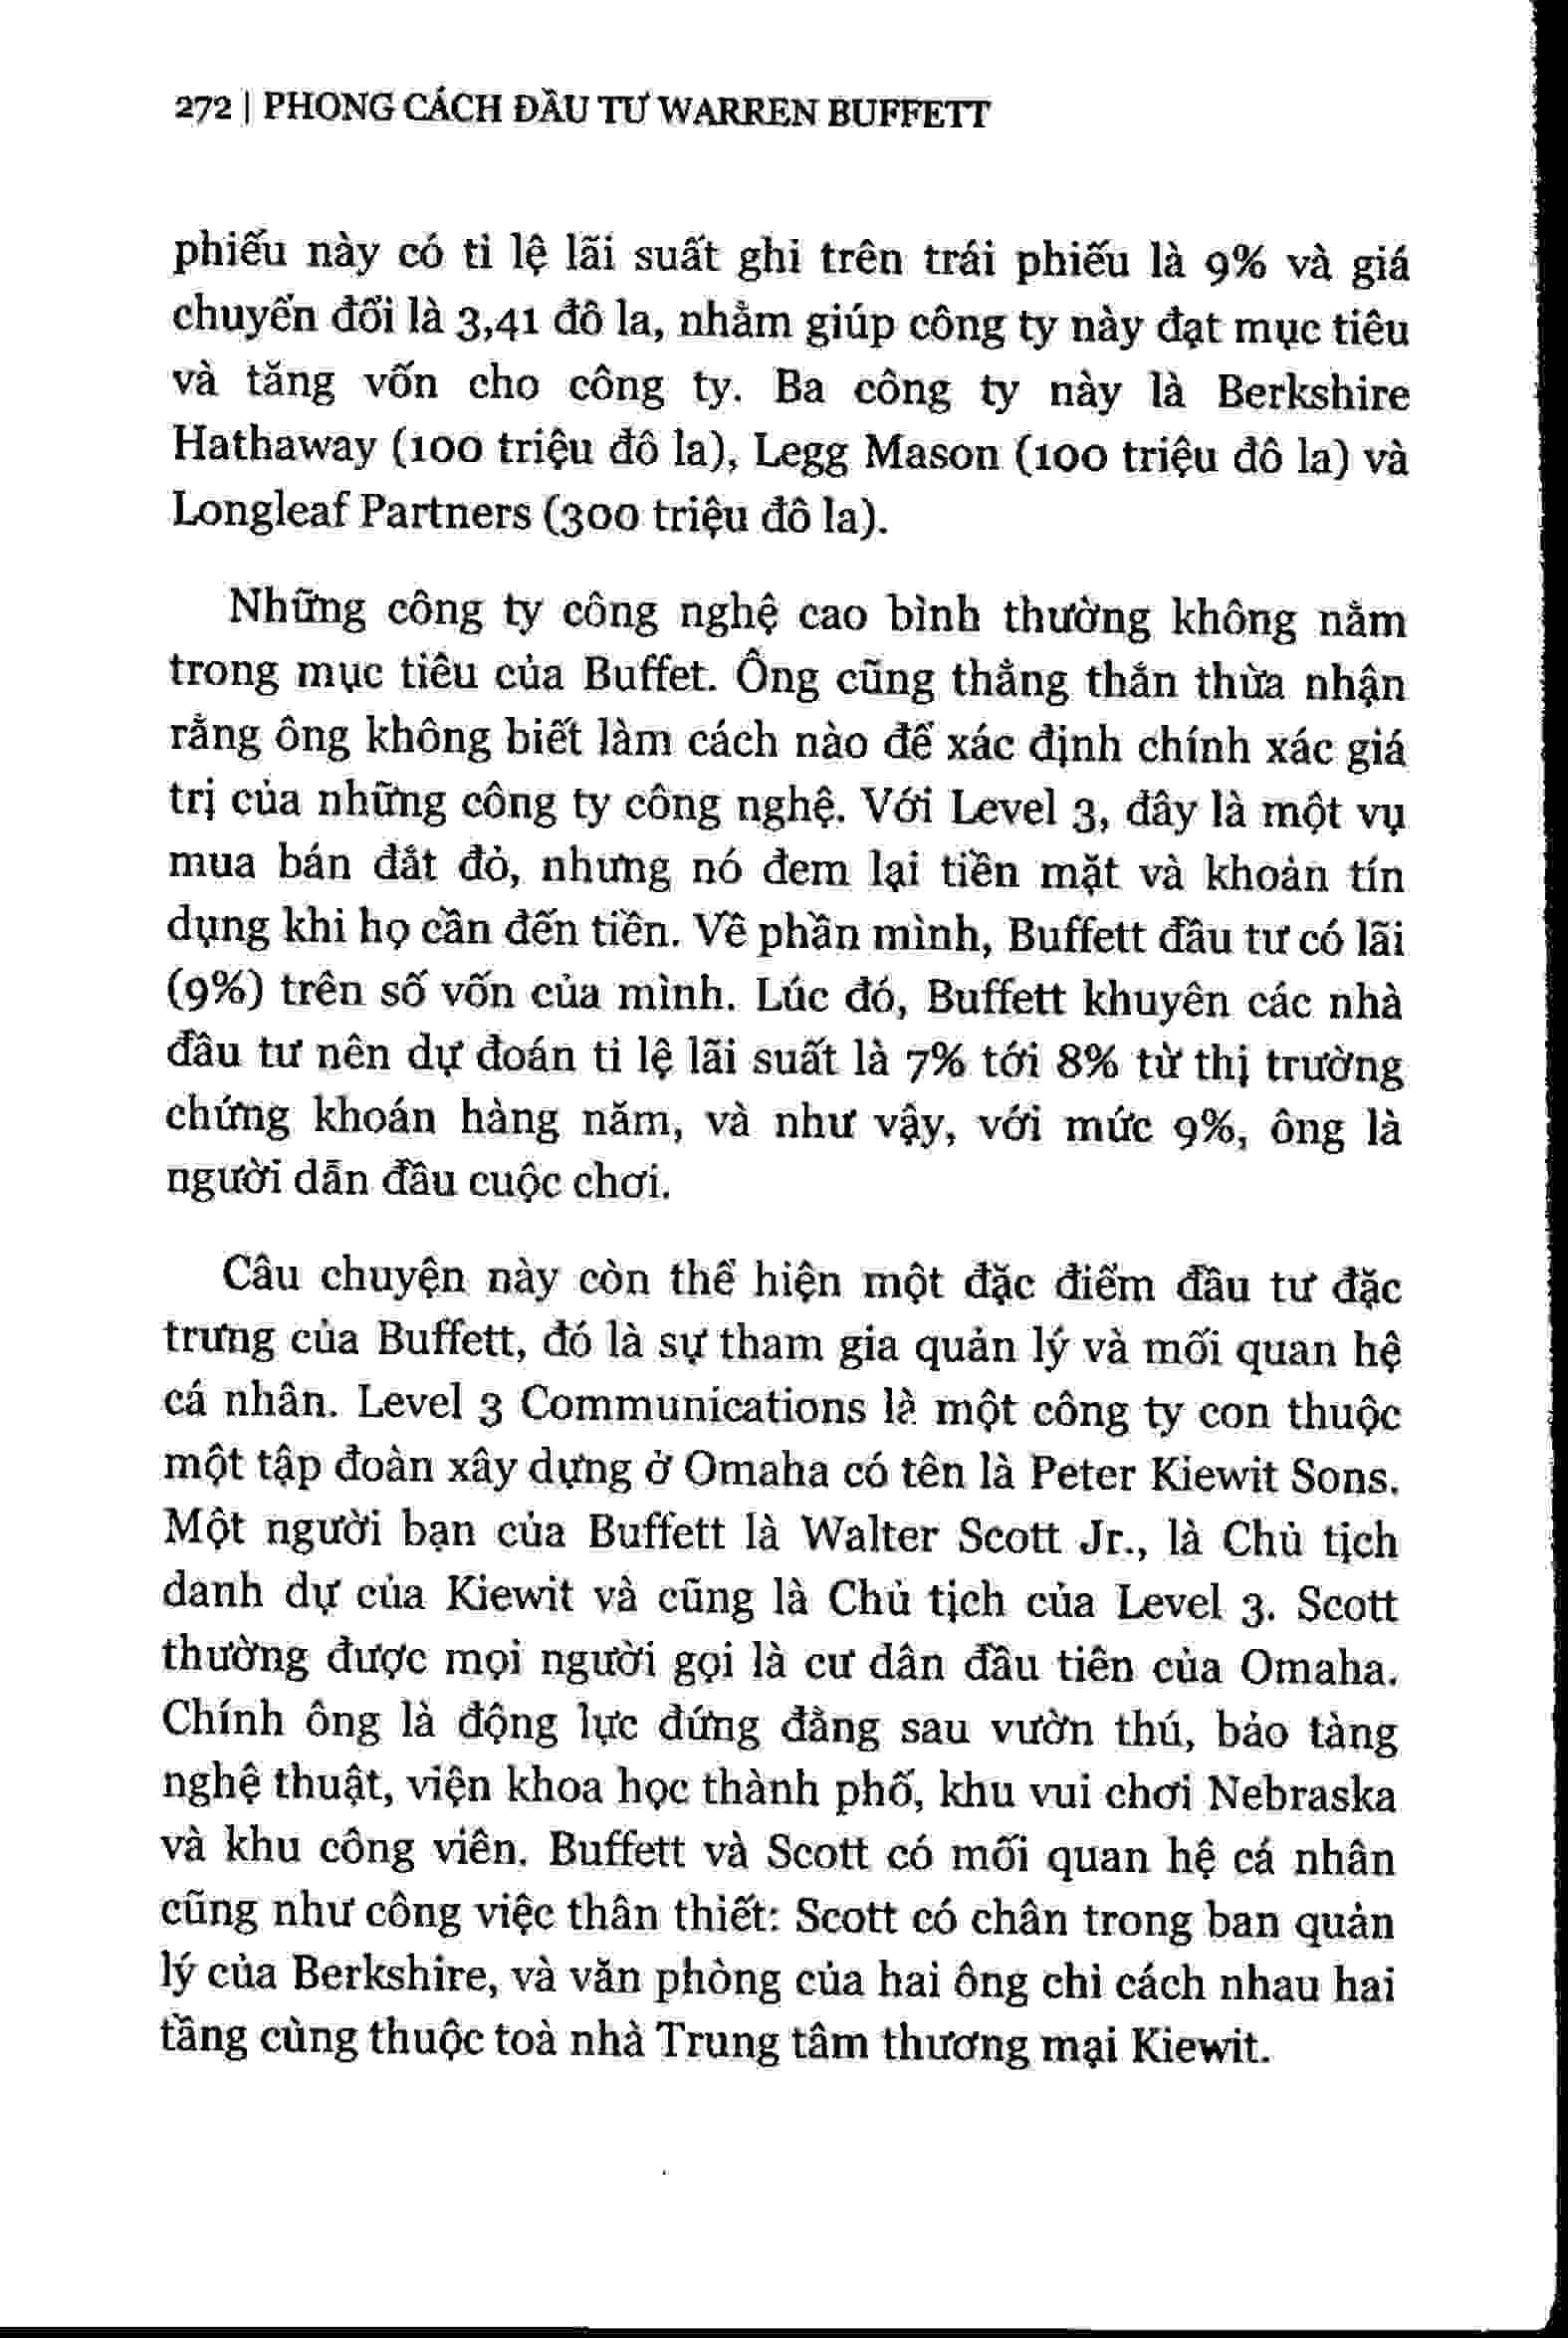 272 | PHONG CÁCH ĐẦU TƯ WARREN BUFFETT
phiếu này có tỉ lệ lãi suất ghi trên trái phiếu là 9% và giá
chuyển đổi là 3,41 đô la, nhằm giúp công ty này đạt mục tiêu
và tăng vốn cho công ty. Ba công ty này là Berkshire
Hathaway (100 triệu đô la), Legg Mason (100 triệu đô la) và
Longleaf Partners (300 triệu đô la).
Những công ty công nghệ cao bình thường không nằm
trong mục tiêu của Buffet. Ông cũng thẳng thắn thừa nhận
rằng ông không biết làm cách nào để xác định chính xác giá
trị của những công ty công nghệ. Với Level 3, đây là một vụ
mua bán đắt đỏ, nhưng nó đem lại tiền mặt và khoản tín
dụng khi họ cần đến tiền. Về phần mình, Buffett đầu tư có lãi
(9%) trên số vốn của mình. Lúc đó, Buffett khuyên các nhà
đầu tư nên dự đoán tỉ lệ lãi suất là 7% tới 8% từ thị trường
chứng khoán hàng năm, và như vậy, với mức 9%, ông là
người dẫn đầu cuộc chơi.
Câu chuyện này còn thể hiện một đặc điểm đầu tư đặc
trưng của Buffett, đó là sự tham gia quản lý và mối quan hệ
cá nhân. Level 3 Communications là một công ty con thuộc
một tập đoàn xây dựng ở Omaha có tên là Peter Kiewit Sons.
Một người bạn của Buffett là Walter Scott Jr., là Chủ tịch
danh dự của Kiewit và cũng là Chủ tịch của Level 3. Scott
thường được mọi người gọi là cư dân đầu tiên của Omaha.
Chính ông là động lực đứng đằng sau vườn thú, bảo tàng
nghệ thuật, viện khoa học thành phố, khu vui chơi Nebraska
và khu công viên. Buffett và Scott có mối quan hệ cá nhân
cũng như công việc thân thiết: Scott có chân trong ban quản
lý của Berkshire, và văn phòng của hai ông chỉ cách nhau hai
tầng cùng thuộc toà nhà Trung tâm thương mại Kiewit.